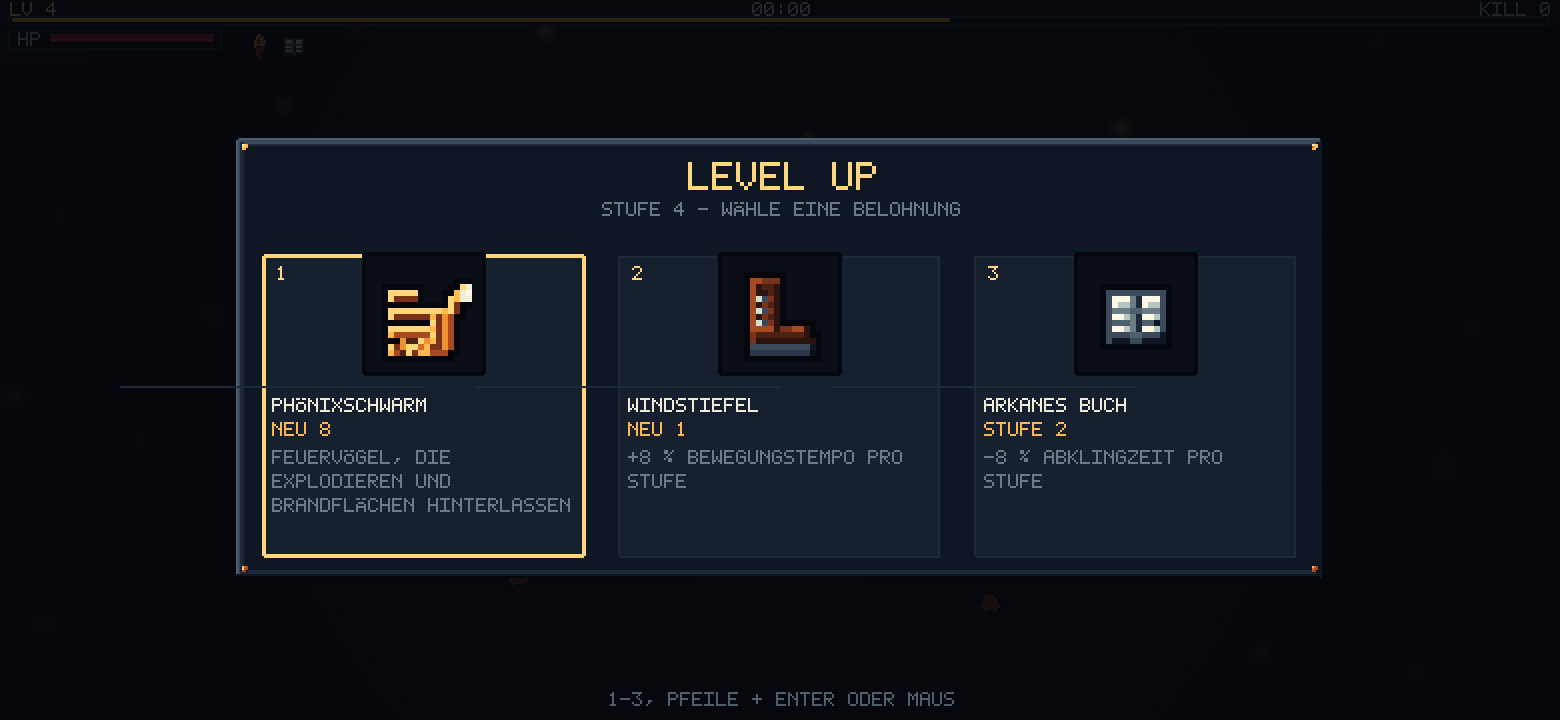 LV 4
00:00
KILL 0
HP
LEVEL UP
STUFE 4 - WäHLE EINE BELOHNUNG
1
2
3
PHöNIXSCHWARM
NEU 8
FEUERVöGEL, DIE
EXPLODIEREN UND
BRANDFLäCHEN HINTERLASSEN
WINDSTIEFEL
NEU 1
+8 % BEWEGUNGSTEMPO PRO
STUFE
ARKANES BUCH
STUFE 2
-8 % ABKLINGZEIT PRO
STUFE
1-3, PFEILE + ENTER ODER MAUS